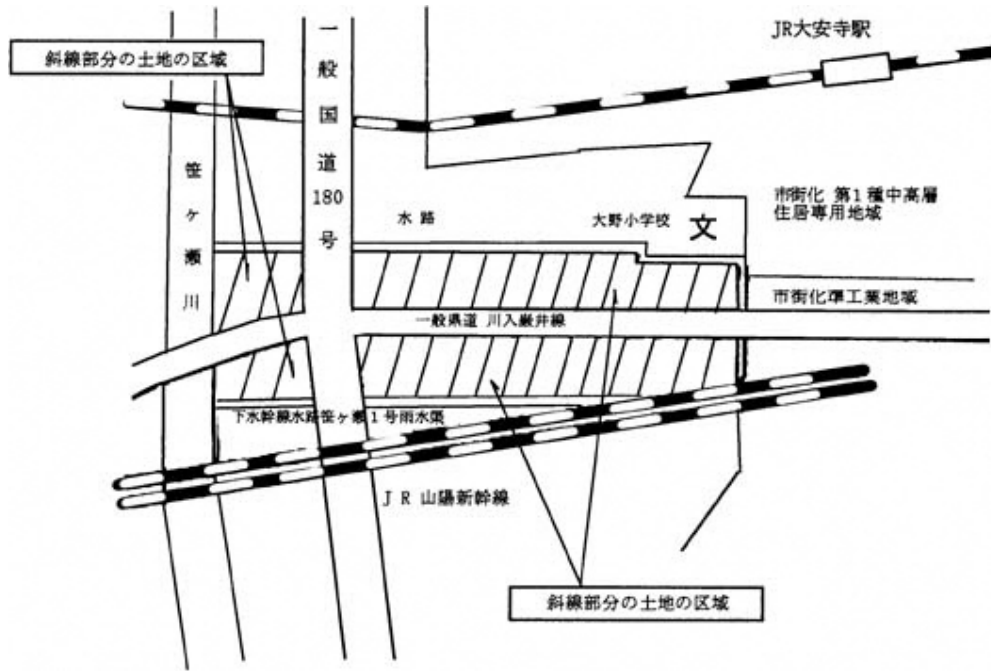 一般国道180号
JR大安寺駅
斜線部分の土地の区域
笹ヶ瀬川
市街化 第1種中高層
住居専用地域
水路
大野小学校
文
市街化準工業地域
一般県道 川入巌井線
下水幹線水路笹ヶ瀬1号雨水渠
JR山陽新幹線
斜線部分の土地の区域